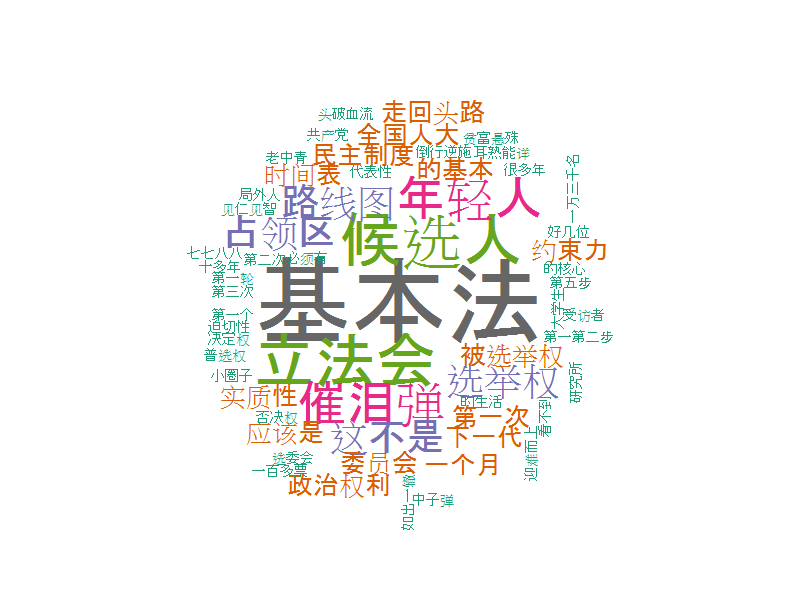 头破血流
走回头路
共产党
全国人大
贫富悬殊
老中青
民主制度
倒行逆施
耳熟能详
时间表
代表性
的基本
很多年
一万三千名
局外人
路线图
年轻人
见仁见智
占领区
候选人
好几位
七七八八
第二次
必须有
约束力
十多年
的核心
第一轮
基本法
第五步
第三次
大学生
第一个
受访者
迫切性
决定权
立法会
第一第二步
普选权
被选举权
小圈子
选举权
研究所
实质性
催泪弹
的生活
看不到
否决权
第一次
应该是
这不是
下一代
迎难而上
选委会
委员会
一个月
一百多票
政治权利
如出一辙
中子弹